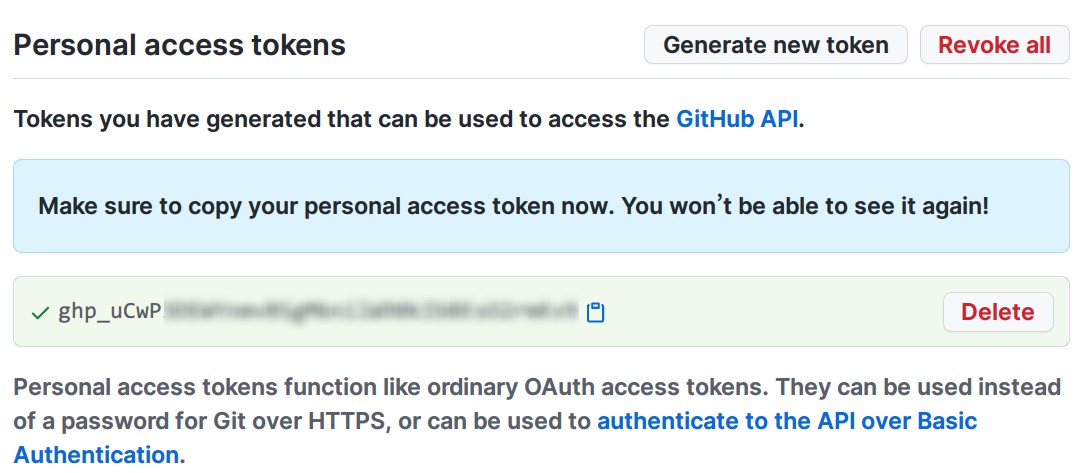 Personal access tokens
Generate new token
Revoke all
Tokens you have generated that can be used to access the GitHub API.
Make sure to copy your personal access token now. You won’t be able to see it again!
ghp_uCwP
Delete
Personal access tokens function like ordinary OAuth access tokens. They can be used instead
of a password for Git over HTTPS, or can be used to authenticate to the API over Basic
Authentication.